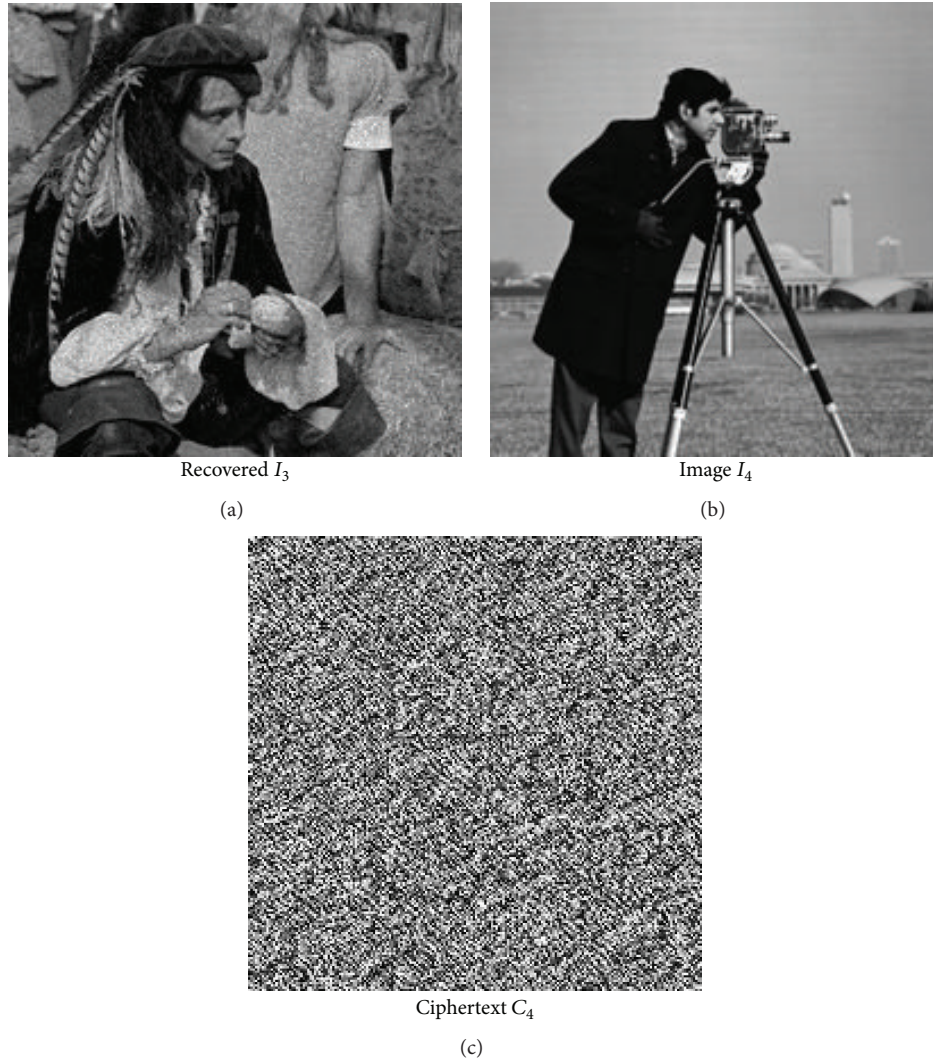 Recovered I₃
(a)
Image I₄
(b)
Ciphertext C₄
(c)